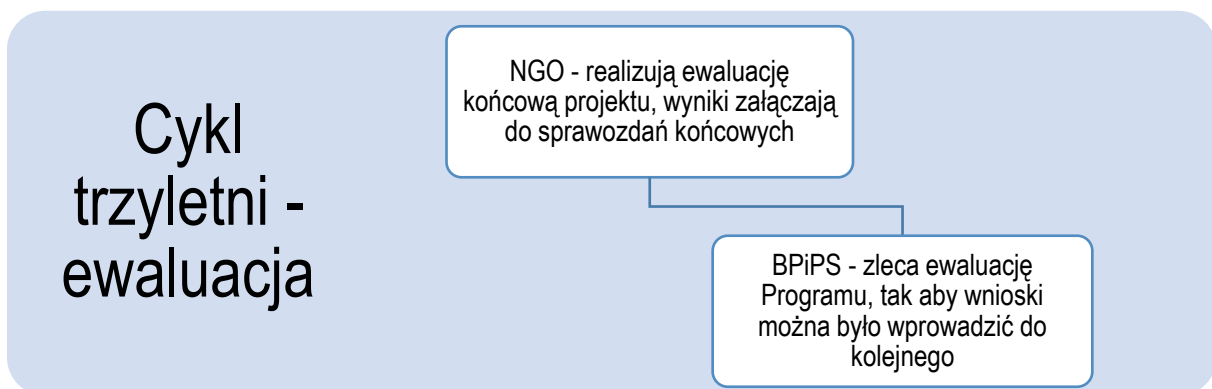 Cykl
trzyletni -
ewaluacja
NGO - realizują ewaluację
końcową projektu, wyniki załączają
do sprawozdań końcowych
BPiPS - zleca ewaluację
Programu, tak aby wnioski
można było wprowadzić do
kolejnego